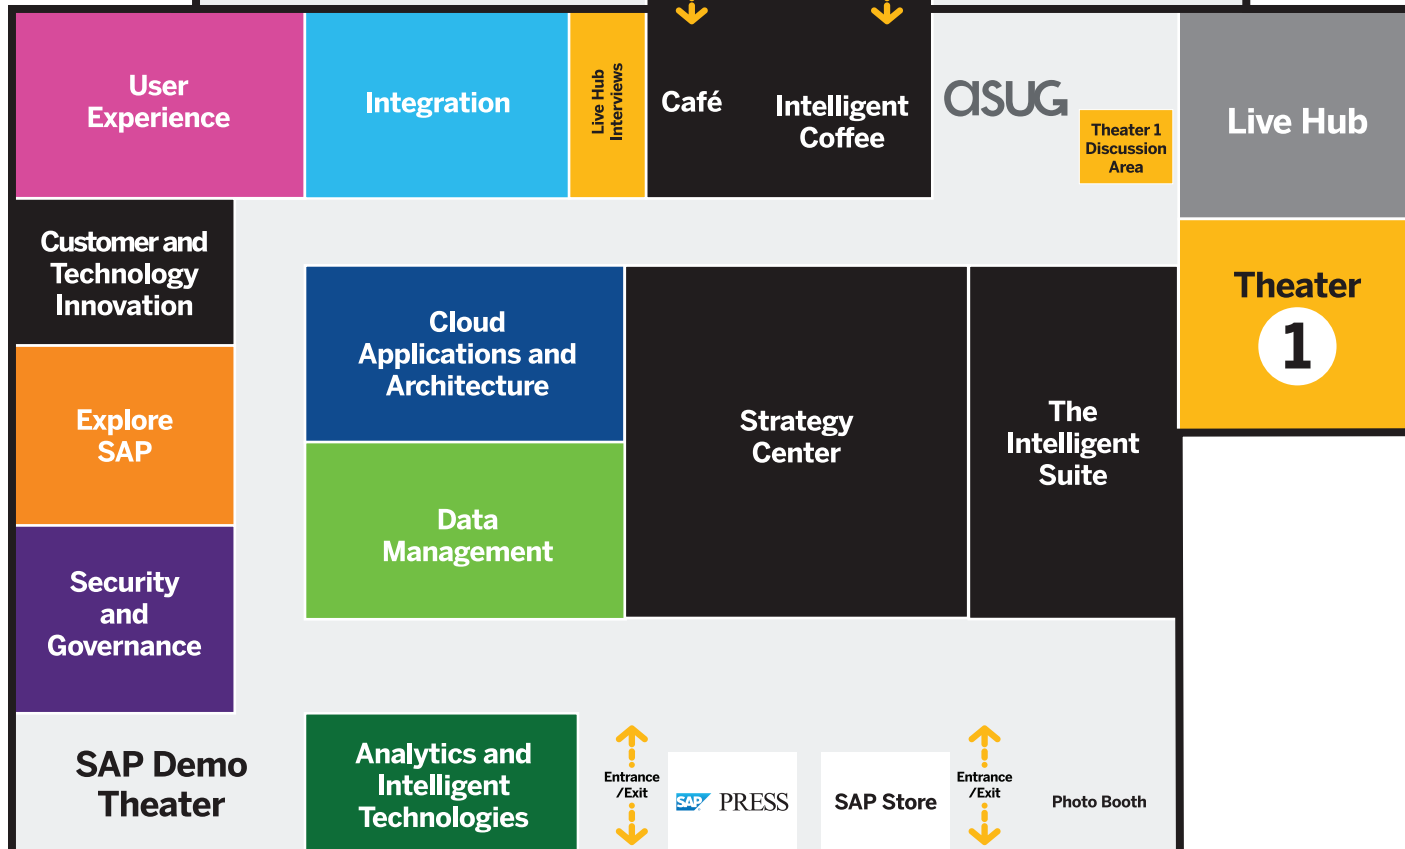 User
Experience
Integration
Live Hub
Interviews
Café
Intelligent
Coffee
asug
Theater 1
Discussion
Area
Live Hub
Customer and
Technology
Innovation
Cloud
Applications and
Architecture
Strategy
Center
The
Intelligent
Suite
Theater
1
Explore
SAP
Data
Management
Security
and
Governance
SAP Demo
Theater
Analytics and
Intelligent
Technologies
Entrance
/Exit
SAP PRESS
SAP Store
Entrance
/Exit
Photo Booth